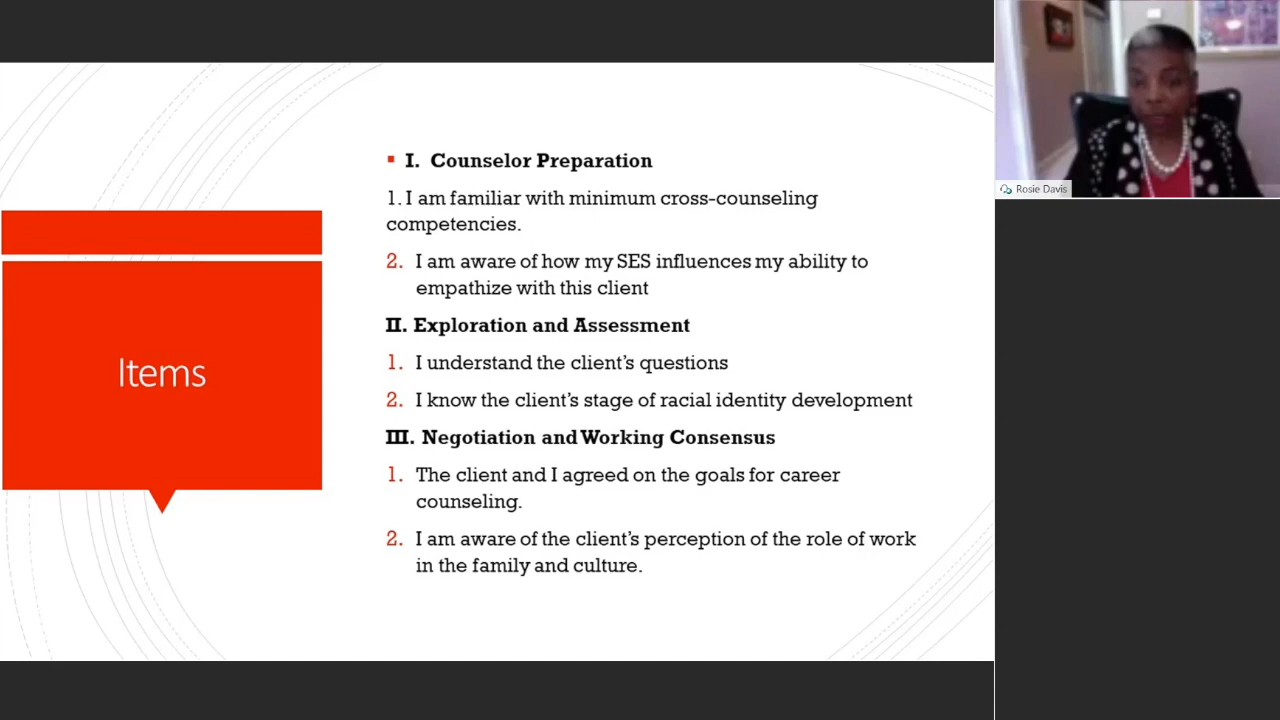 I. Counselor Preparation
1. I am familiar with minimum cross-counseling
competencies.
2. I am aware of how my SES influences my ability to
empathize with this client
II. Exploration and Assessment
1. I understand the client's questions
2. I know the client's stage of racial identity development
III. Negotiation and Working Consensus
1. The client and I agreed on the goals for career
counseling.
2. I am aware of the client's perception of the role of work
in the family and culture.
Items
Rosie Davis